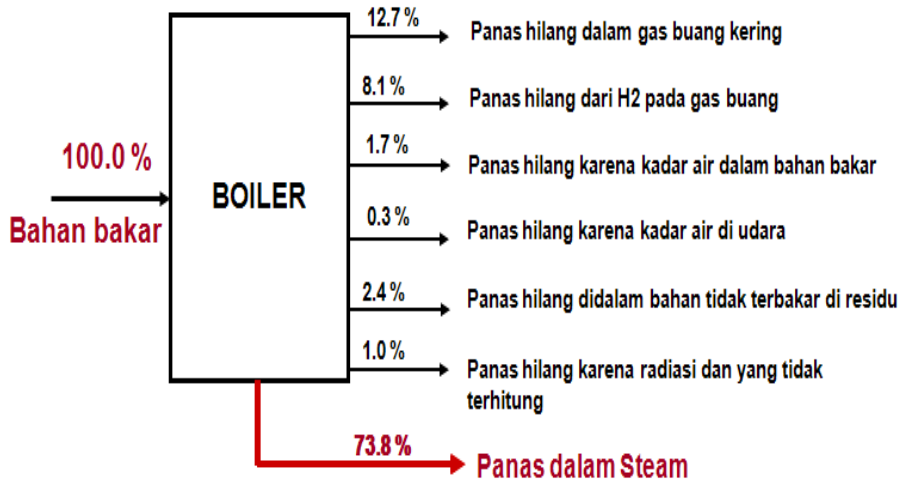 12.7 %
Panas hilang dalam gas buang kering
8.1 %
Panas hilang dari H2 pada gas buang
100.0 %
Bahan bakar
BOILER
1.7 %
Panas hilang karena kadar air dalam bahan bakar
0.3 %
Panas hilang karena kadar air di udara
2.4 %
Panas hilang didalam bahan tidak terbakar di residu
1.0 %
Panas hilang karena radiasi dan yang tidak
terhitung
73.8 %
Panas dalam Steam